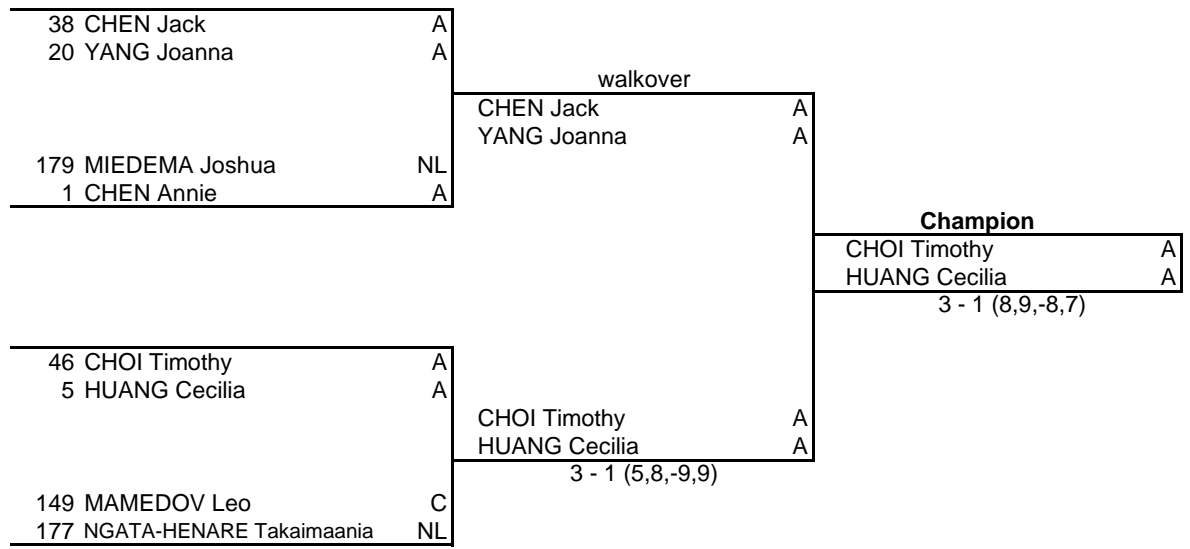 38 CHEN Jack A
20 YANG Joanna A
walkover
CHEN Jack A
YANG Joanna A
179 MIEDEMA Joshua NL
1 CHEN Annie A
Champion
CHOI Timothy A
HUANG Cecilia A
3 - 1 (8,9,-8,7)
46 CHOI Timothy A
5 HUANG Cecilia A
CHOI Timothy A
HUANG Cecilia A
3 - 1 (5,8,-9,9)
149 MAMEDOV Leo C
177 NGATA-HENARE Takaimaania NL